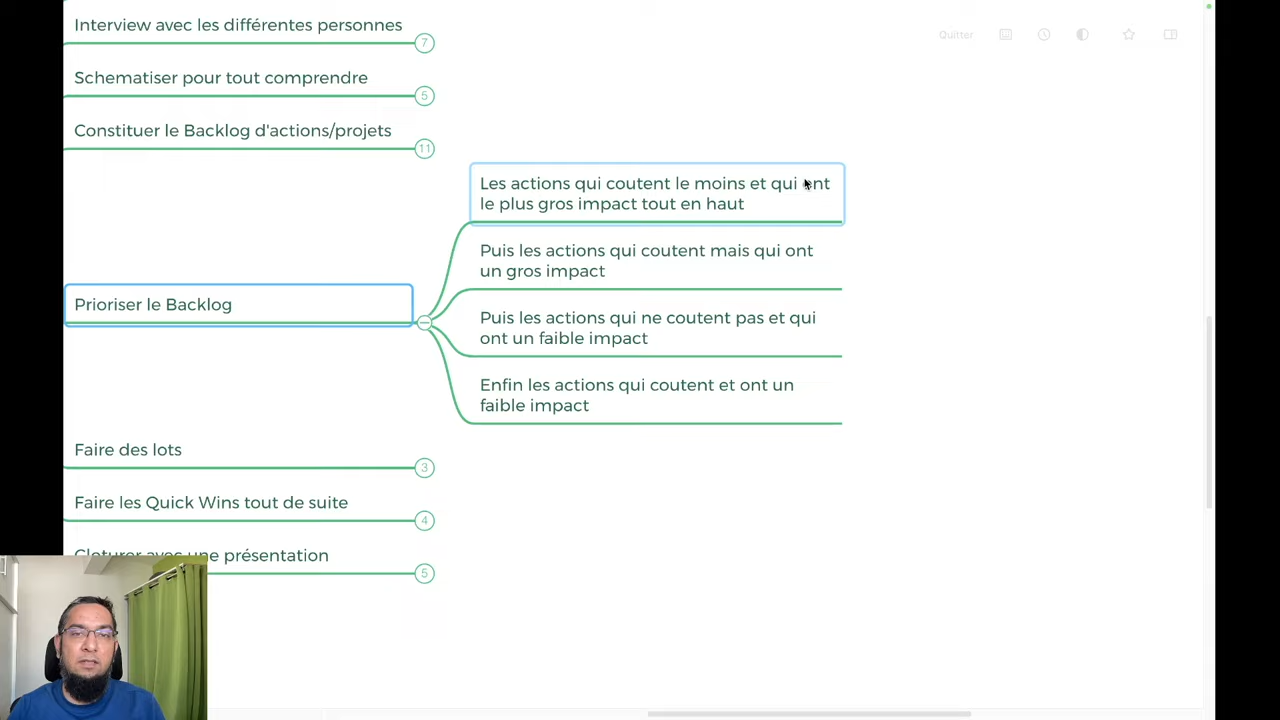 Interview avec les différentes personnes
7
Quitter
Schematiser pour tout comprendre
5
Constituer le Backlog d'actions/projets
11
Les actions qui coutent le moins et qui ont
le plus gros impact tout en haut
Puis les actions qui coutent mais qui ont
un gros impact
Prioriser le Backlog
Puis les actions qui ne coutent pas et qui
ont un faible impact
Enfin les actions qui coutent et ont un
faible impact
Faire des lots
3
Faire les Quick Wins tout de suite
4
Cloturer avec une présentation
5